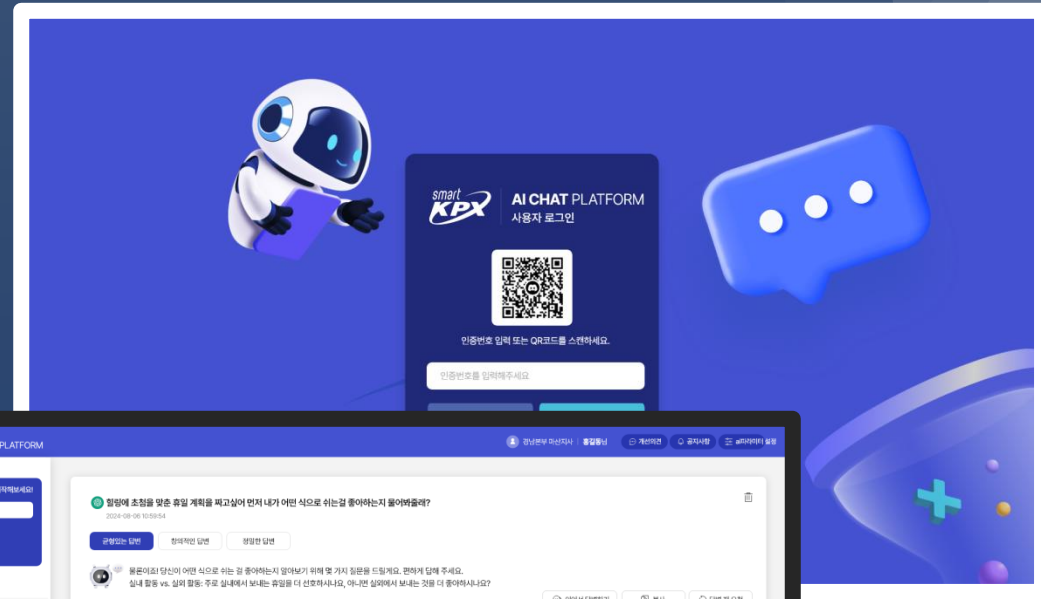 smart
KPX
AI CHAT PLATFORM
사용자 로그인
인증번호 입력 또는 QR코드를 스캔하세요.
인증번호를 입력해주세요
PLATFORM
경남본부 마산지사 | 홍길동님
개선의견
공지사항
설정
작해보세요!
힐링에 초점을 맞춘 휴일 계획을 짜고싶어 먼저 내가 어떤 식으로 쉬는걸 좋아하는지 물어봐줄래?
2024-08-06 10:59:54
균형있는 답변
창의적인 답변
정밀한 답변
물론이죠! 당신이 어떤 식으로 쉬는 걸 좋아하는지 알아보기 위해 몇 가지 질문을 드릴게요. 편하게 답해 주세요.
실내 활동 vs. 실외 활동: 주로 실내에서 보내는 휴일을 더 선호하시나요, 아니면 실외에서 보내는 것을 더 좋아하시나요?